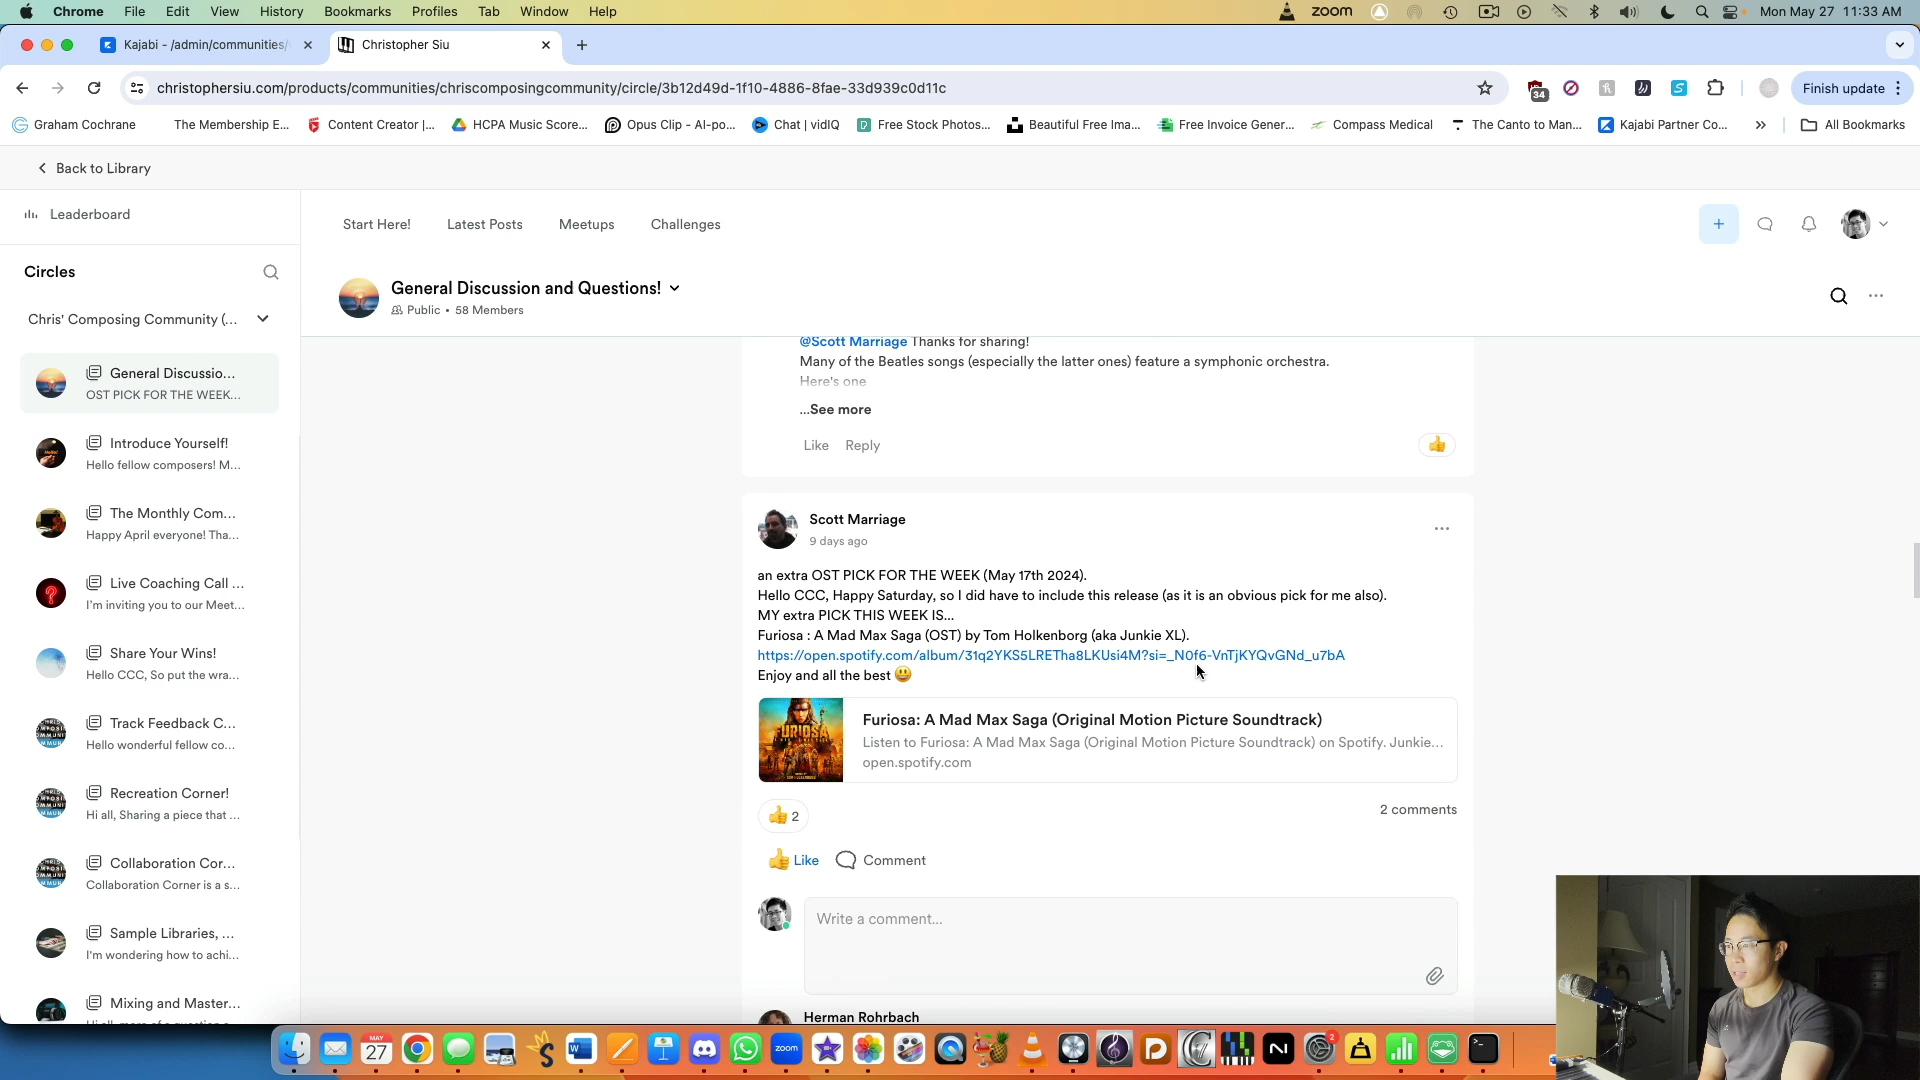 Chrome File Edit View History Bookmarks Profiles Tab Window Help zoom Mon May 27 11:33 AM
Kajabi - /admin/communities/ Christopher Siu
christophersiu.com/products/communities/chriscomposingcommunity/circle/3b12d49d-1f10-4886-8fae-33d939c0d11c 34 Finish update
Graham Cochrane The Membership E... Content Creator |... HCPA Music Score... Opus Clip - AI-po... Chat | vidIQ Free Stock Photos... Beautiful Free Ima... Free Invoice Gener... Compass Medical The Canto to Man... Kajabi Partner Co... All Bookmarks
Back to Library
Leaderboard
Start Here! Latest Posts Meetups Challenges
Circles
General Discussion and Questions!
Public • 58 Members
Chris' Composing Community (...
General Discussio...
OST PICK FOR THE WEEK...
Introduce Yourself!
Hello fellow composers! M...
The Monthly Com...
Happy April everyone! Tha...
Live Coaching Call ...
I'm inviting you to our Meet...
Share Your Wins!
Hello CCC, So put the wra...
Track Feedback C...
Hello wonderful fellow co...
Recreation Corner!
Hi all, Sharing a piece that ...
Collaboration Cor...
Collaboration Corner is a s...
Sample Libraries, ...
I'm wondering how to achi...
Mixing and Master...
@Scott Marriage Thanks for sharing!
Many of the Beatles songs (especially the latter ones) feature a symphonic orchestra.
Here's one
...See more
Like Reply
Scott Marriage
9 days ago
an extra OST PICK FOR THE WEEK (May 17th 2024).
Hello CCC, Happy Saturday, so I did have to include this release (as it is an obvious pick for me also).
MY extra PICK THIS WEEK IS...
Furiosa : A Mad Max Saga (OST) by Tom Holkenborg (aka Junkie XL).
https://open.spotify.com/album/31q2YKS5LRETha8LKUsi4M?si=_N0f6-VnTjKYQvGNd_u7bA
Enjoy and all the best
FURIOSA
Furiosa: A Mad Max Saga (Original Motion Picture Soundtrack)
Listen to Furiosa: A Mad Max Saga (Original Motion Picture Soundtrack) on Spotify. Junkie...
open.spotify.com
2
2 comments
Like Comment
Write a comment...
Herman Rohrbach
MAY
27
zoom
2